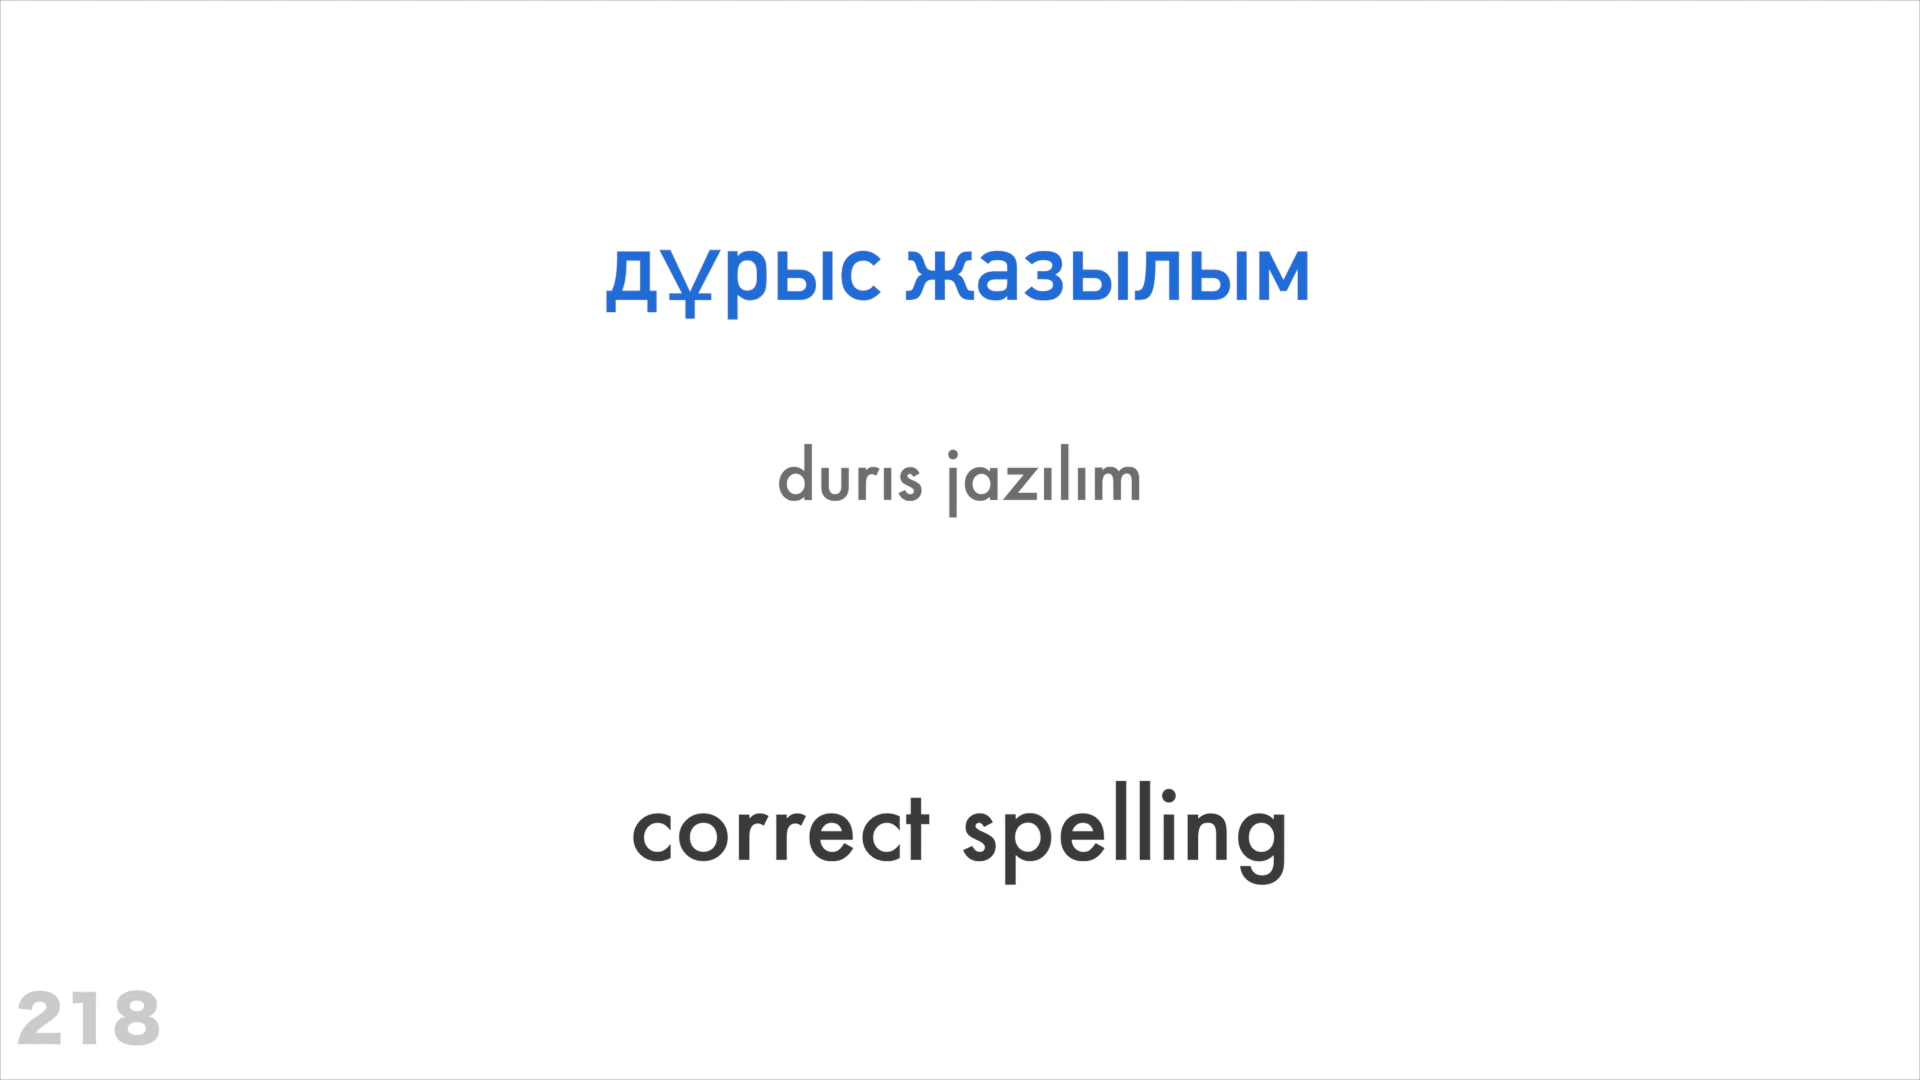 дұрыс жазылым
durıs jazılım
correct spelling
218